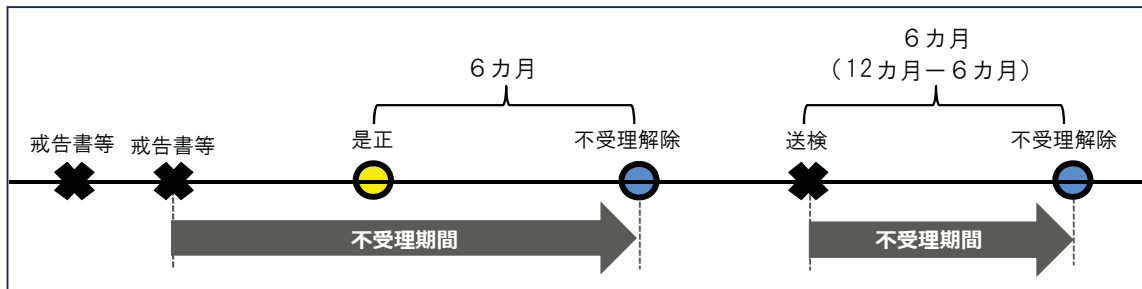 6カ月
(12カ月－6カ月)
6カ月
戒告書等
戒告書等
是正
不受理解除
送検
不受理解除
不受理期間
不受理期間